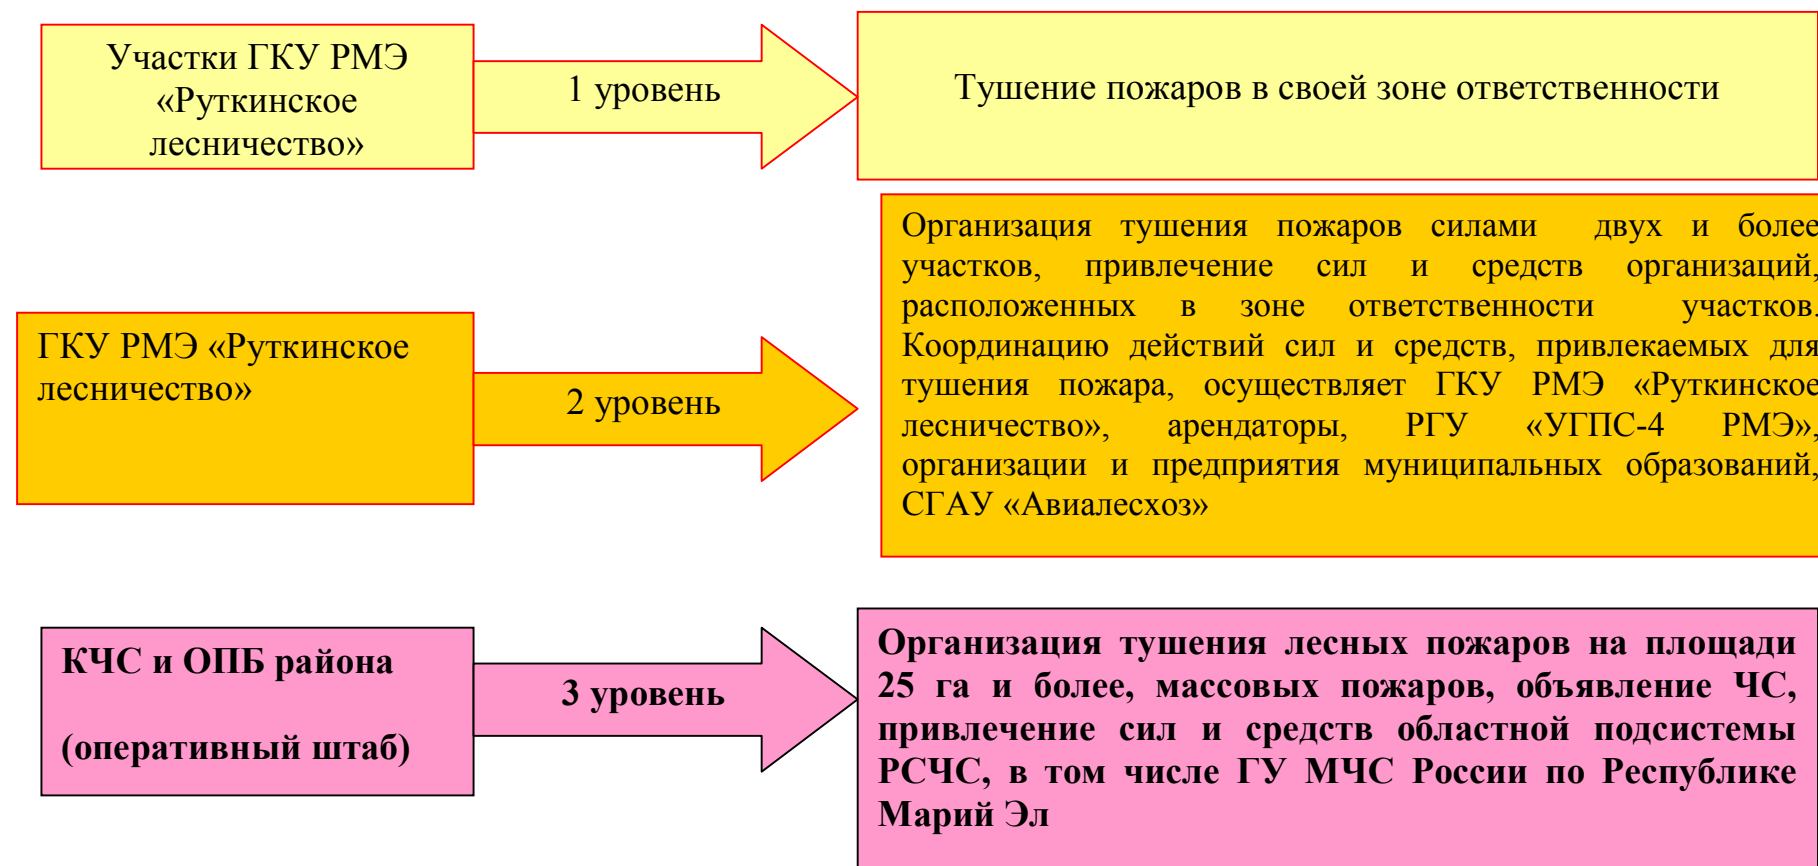 Участки ГКУ РМЭ
«Руткинское
лесничество»
1 уровень
Тушение пожаров в своей зоне ответственности
ГКУ РМЭ «Руткинское
лесничество»
2 уровень
Организация тушения пожаров силами двух и более
участков, привлечение сил и средств организаций,
расположенных в зоне ответственности участков.
Координацию действий сил и средств, привлекаемых для
тушения пожара, осуществляет ГКУ РМЭ «Руткинское
лесничество», арендаторы, РГУ «УГПС-4 РМЭ»,
организации и предприятия муниципальных образований,
СГАУ «Авиалесхоз»
КЧС и ОПБ района
(оперативный штаб)
3 уровень
Организация тушения лесных пожаров на площади
25 га и более, массовых пожаров, объявление ЧС,
привлечение сил и средств областной подсистемы
РСЧС, в том числе ГУ МЧС России по Республике
Марий Эл